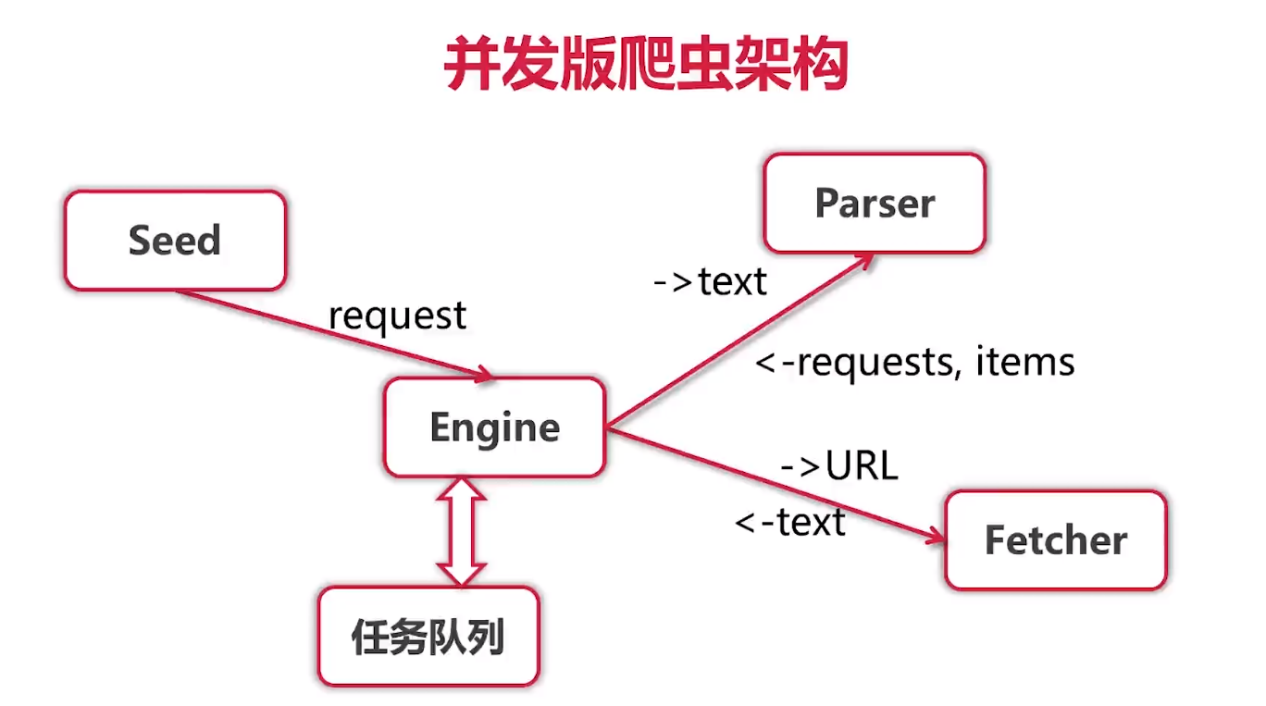 并发版爬虫架构
Parser
Seed
->text
request
<-requests, items
Engine
->URL
<-text
Fetcher
任务队列